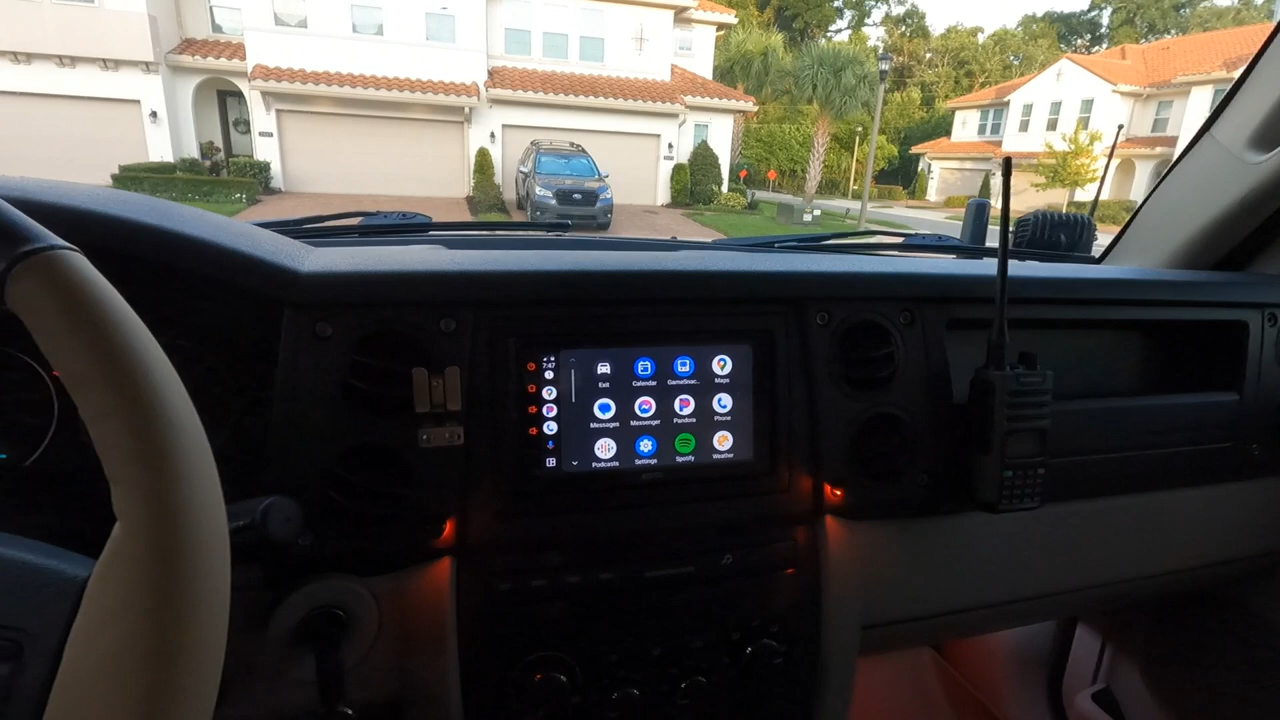 7:47
Exit
Calendar
GameSnac..
Maps
Messages
Messenger
Pandora
Phone
Podcasts
Settings
Spotify
Weather